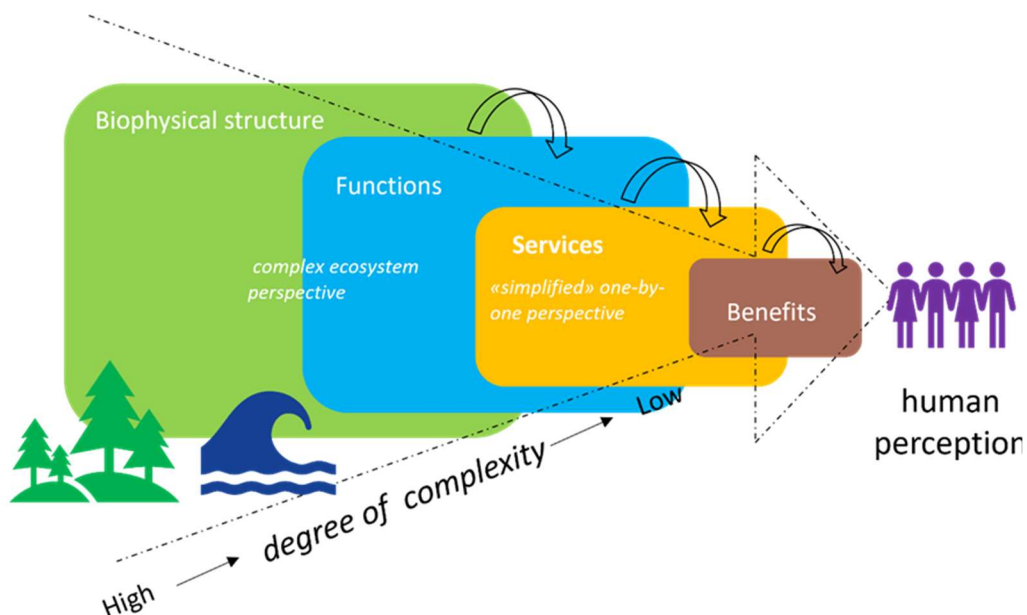 Biophysical structure
Functions
complex ecosystem
perspective
Services
«simplified» one-by-
one perspective
Benefits
human
perception
High
degree of complexity
Low